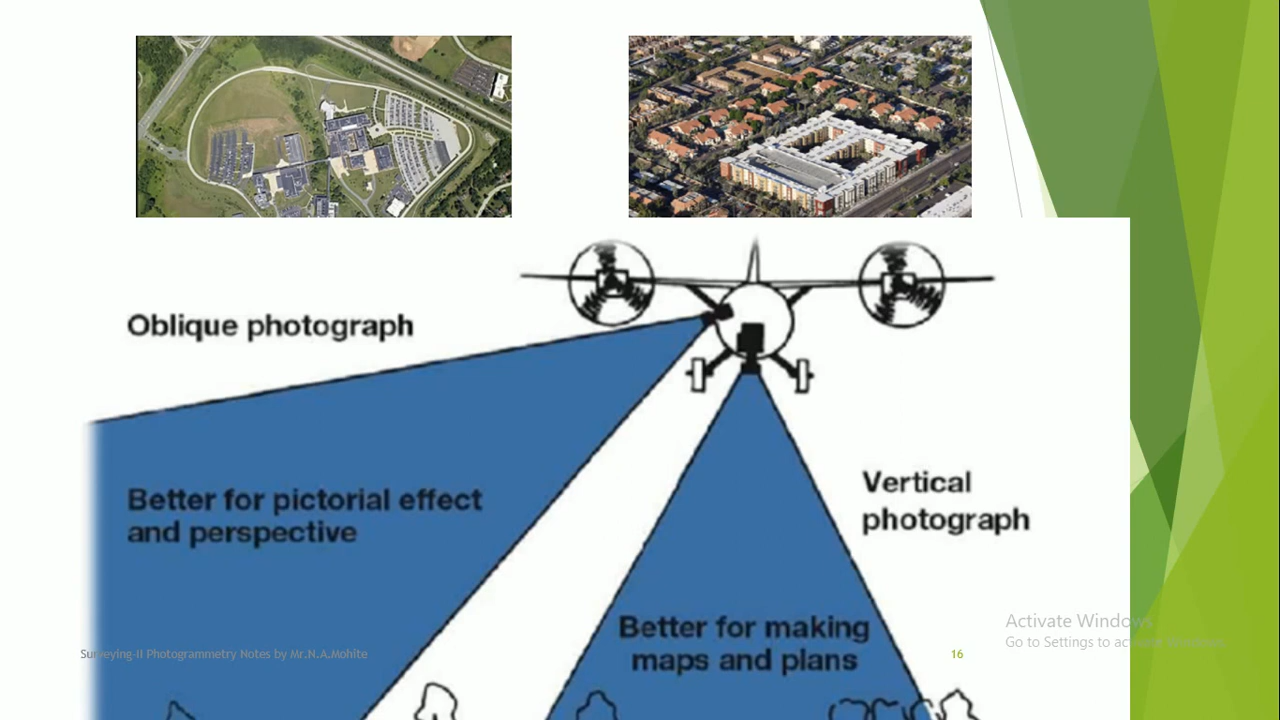 Oblique photograph
Better for pictorial effect
and perspective
Vertical
photograph
Better for making
maps and plans
Surveying-II Photogrammetry Notes by Mr.N.A.Mohite
16
Activate Windows
Go to Settings to activate Windows.